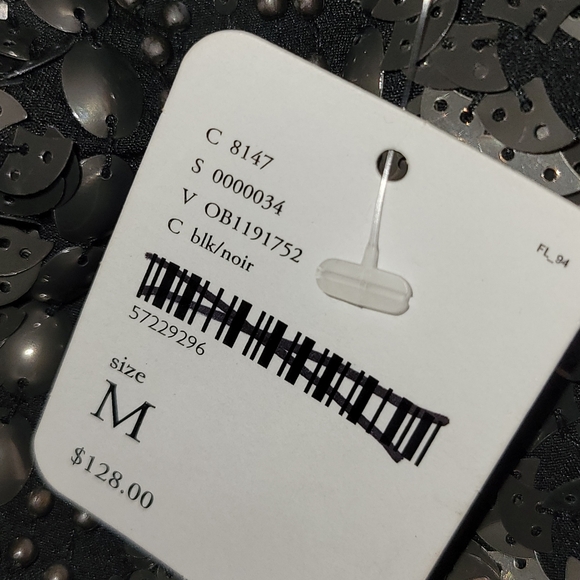 C 8147
S 0000034
V OB1191752
C blk/noir
FL_94
57229296
size
M
$128.00